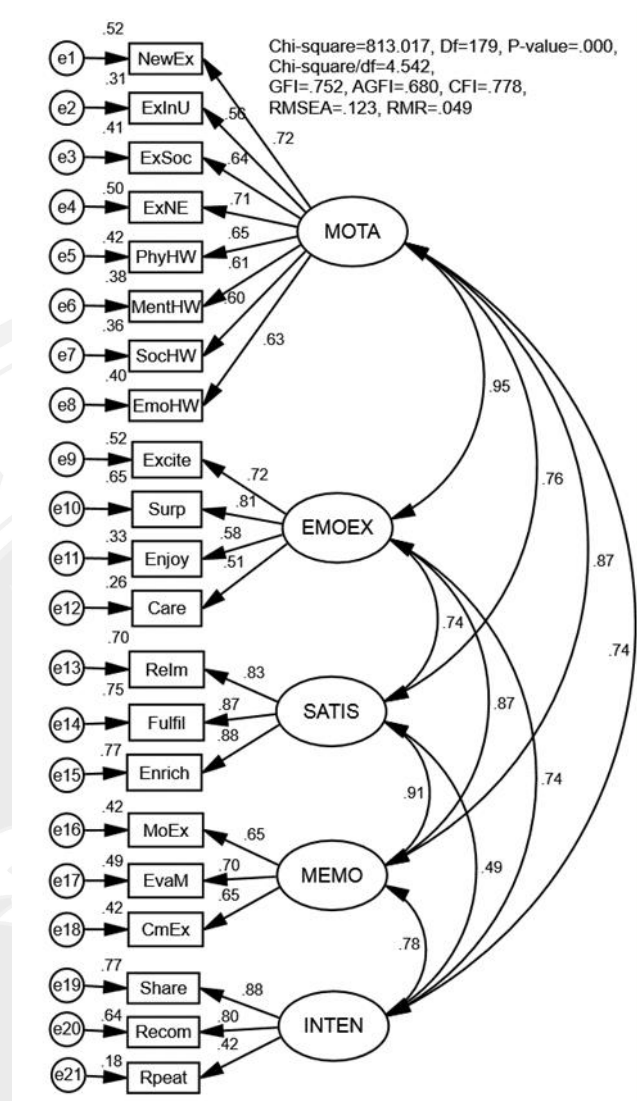 Chi-square=813.017, Df=179, P-value=.000,
Chi-square/df=4.542,
GFI=.752, AGFI=.680, CFI=.778,
RMSEA=.123, RMR=.049
.52
e1 NewEx
.31
e2 ExInU
.56
.72
.41
e3 ExSoc
.64
.50
e4 ExNE
.71
MOTA
.42
e5 PhyHW
.65
.38
.61
e6 MentHW
.60
.36
e7 SocHW
.63
.40
e8 EmoHW
.95
.52
e9 Excite
.72
.76
.65
e10 Surp
.81
EMOEX
.33
e11 Enjoy
.58
.51
.87
.26
e12 Care
.74
.74
.70
e13 Relm
.83
.75
.87
SATIS
.87
e14 Fulfil
.88
.77
e15 Enrich
.74
.91
.42
e16 MoEx
.65
.49
.49
e17 EvaM
.70
MEMO
.42
.65
e18 CmEx
.78
.77
e19 Share
.88
.64
e20 Recom
.80
INTEN
.42
.18
e21 Rpeat